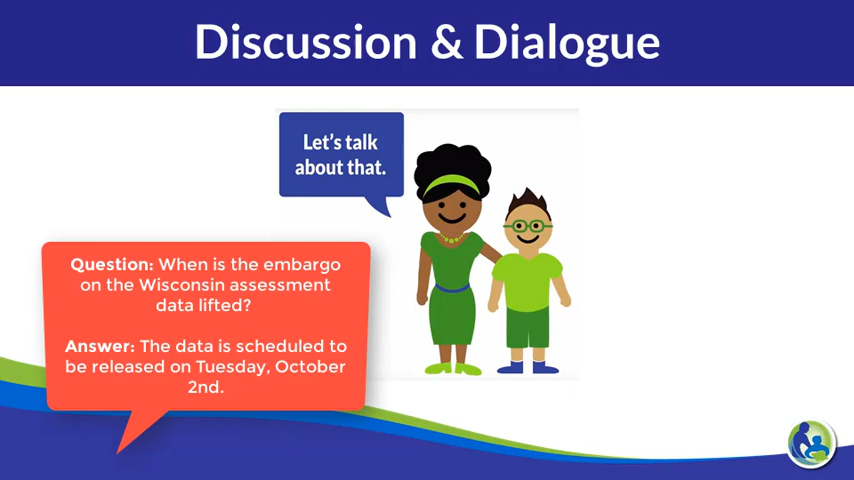 Discussion & Dialogue
Let's talk
about that.
Question: When is the embargo
on the Wisconsin assessment
data lifted?
Answer: The data is scheduled to
be released on Tuesday, October
2nd.